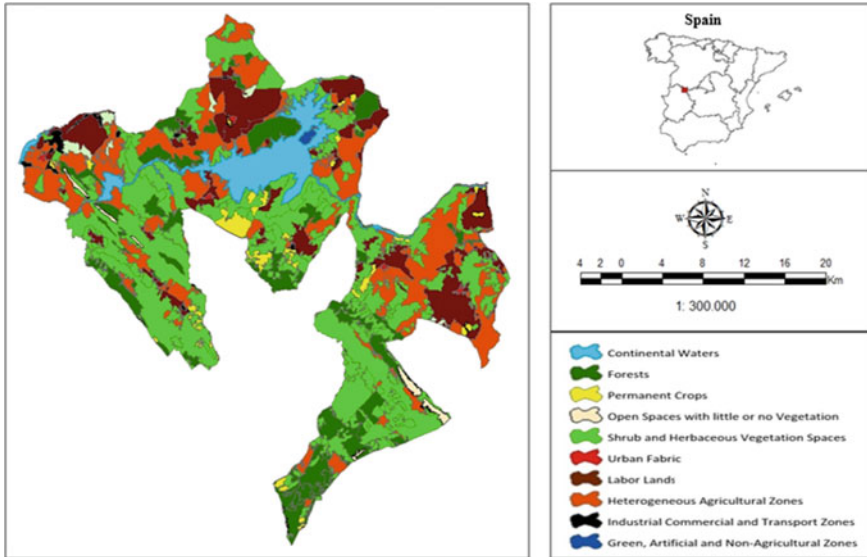 Spain
N
W E
S
4 2 0 4 8 12 16 20
Km
1: 300.000
Continental Waters
Forests
Permanent Crops
Open Spaces with little or no Vegetation
Shrub and Herbaceous Vegetation Spaces
Urban Fabric
Labor Lands
Heterogeneous Agricultural Zones
Industrial Commercial and Transport Zones
Green, Artificial and Non-Agricultural Zones